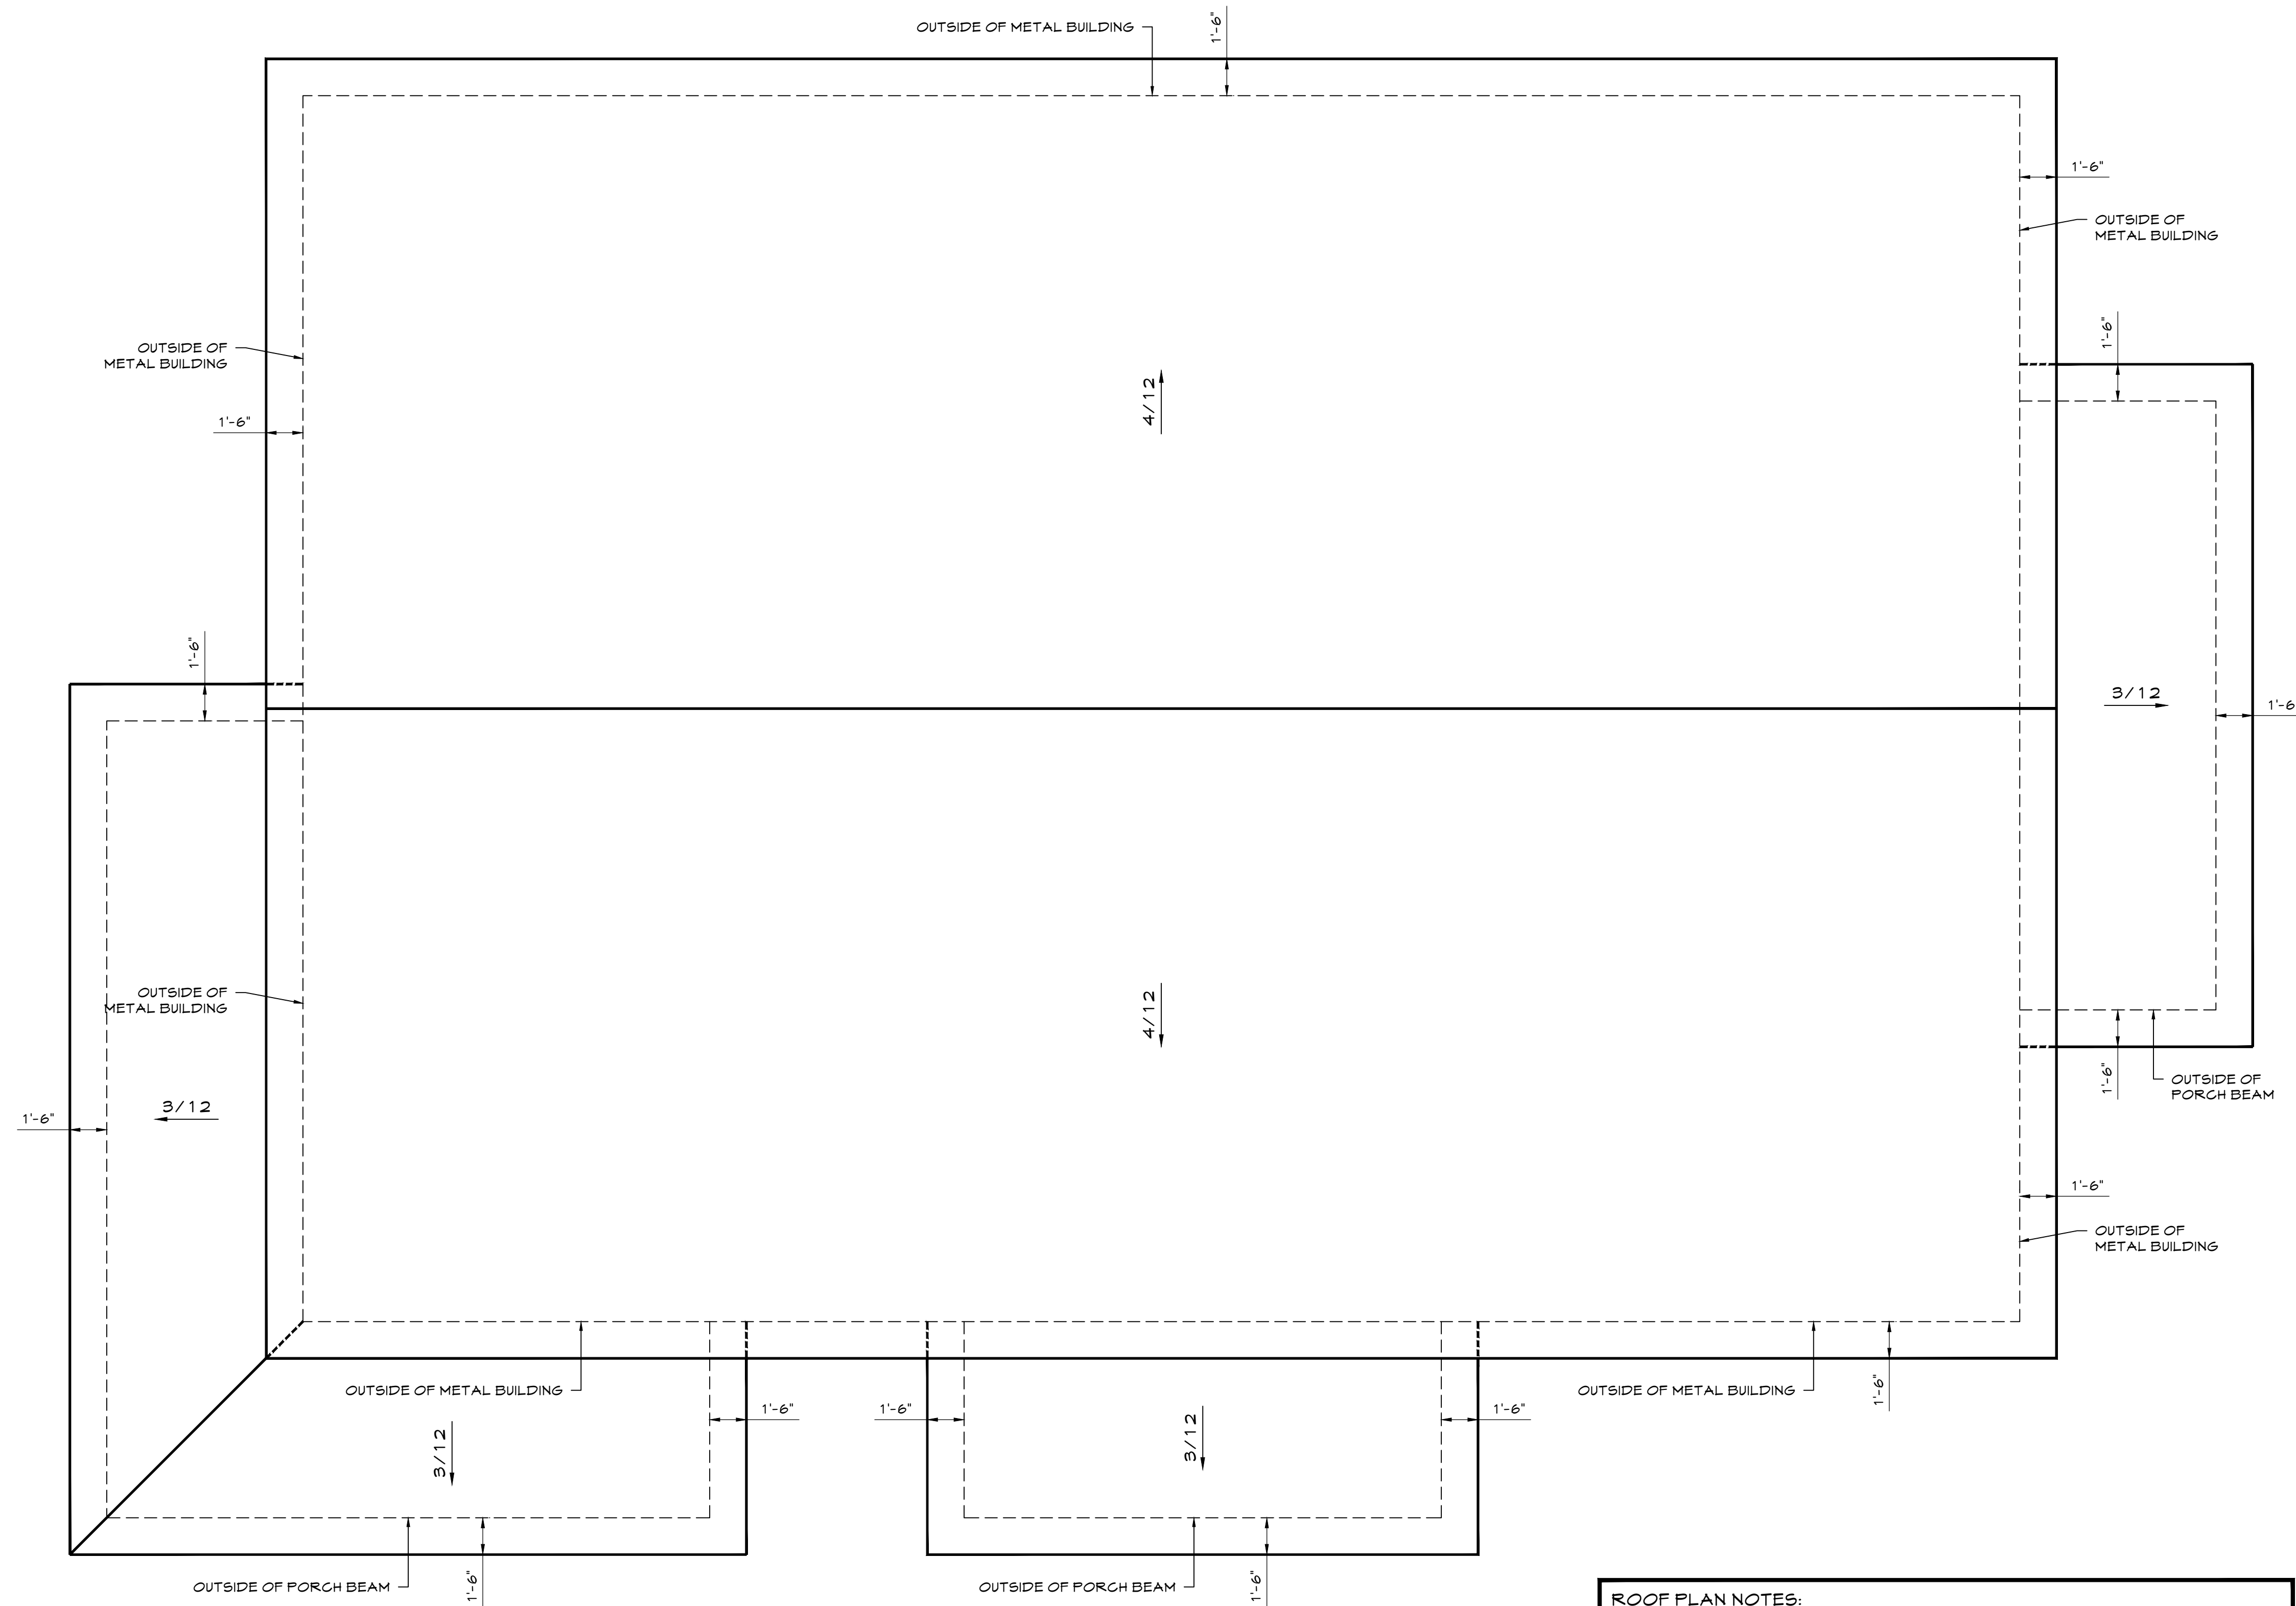 OUTSIDE OF METAL BUILDING
1'-6"
1'-6"
OUTSIDE OF
METAL BUILDING
1'-6"
OUTSIDE OF
METAL BUILDING
4/12
1'-6"
1'-6"
3/12
1'-6
OUTSIDE OF
METAL BUILDING
4/12
1'-6"
OUTSIDE OF
PORCH BEAM
3/12
1'-6"
1'-6"
OUTSIDE OF
METAL BUILDING
OUTSIDE OF METAL BUILDING
1'-6"
1'-6"
1'-6"
OUTSIDE OF METAL BUILDING
1'-6"
3/12
3/12
OUTSIDE OF PORCH BEAM
1'-6"
OUTSIDE OF PORCH BEAM
1'-6"
ROOF PLAN NOTES: